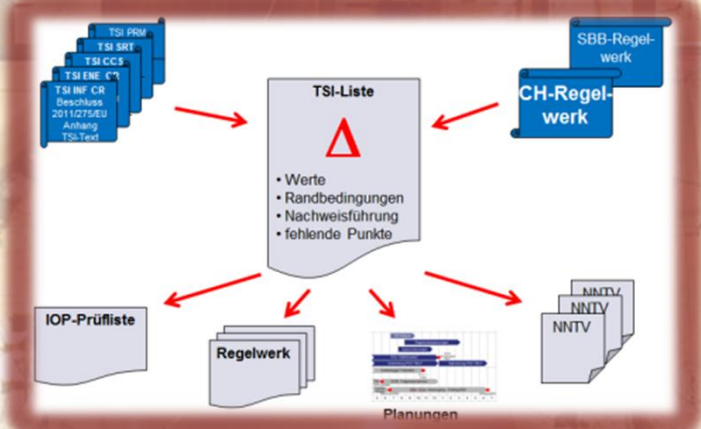 TSI PRM
TSI SRT
TSI CCS
TSI ENE CR
TSI INF CR
Beschluss
2011/275/EU
Anhang
TSI-Text
SBB-Regel-
werk
CH-Regel-
werk
TSI-Liste
Δ
• Werte
• Randbedingungen
• Nachweisführung
• fehlende Punkte
IOP-Prüfliste
Regelwerk
Planungen
NNTV
NNTV
NNTV